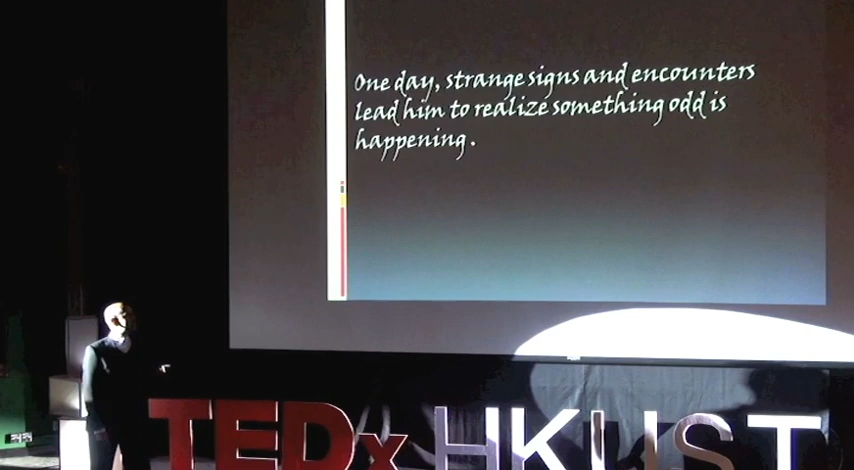 One day, strange signs and encounters
lead him to realize something odd is
happening.
TEDx HKUST